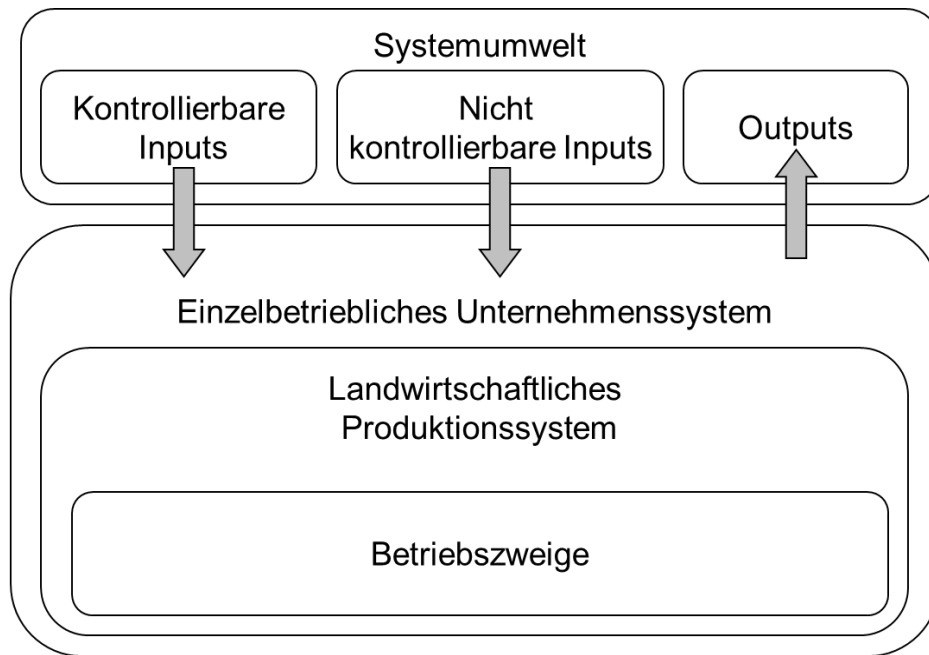 Systemumwelt
Kontrollierbare
Inputs
Nicht
kontrollierbare Inputs
Outputs
Einzelbetriebliches Unternehmenssystem
Landwirtschaftliches
Produktionssystem
Betriebszweige